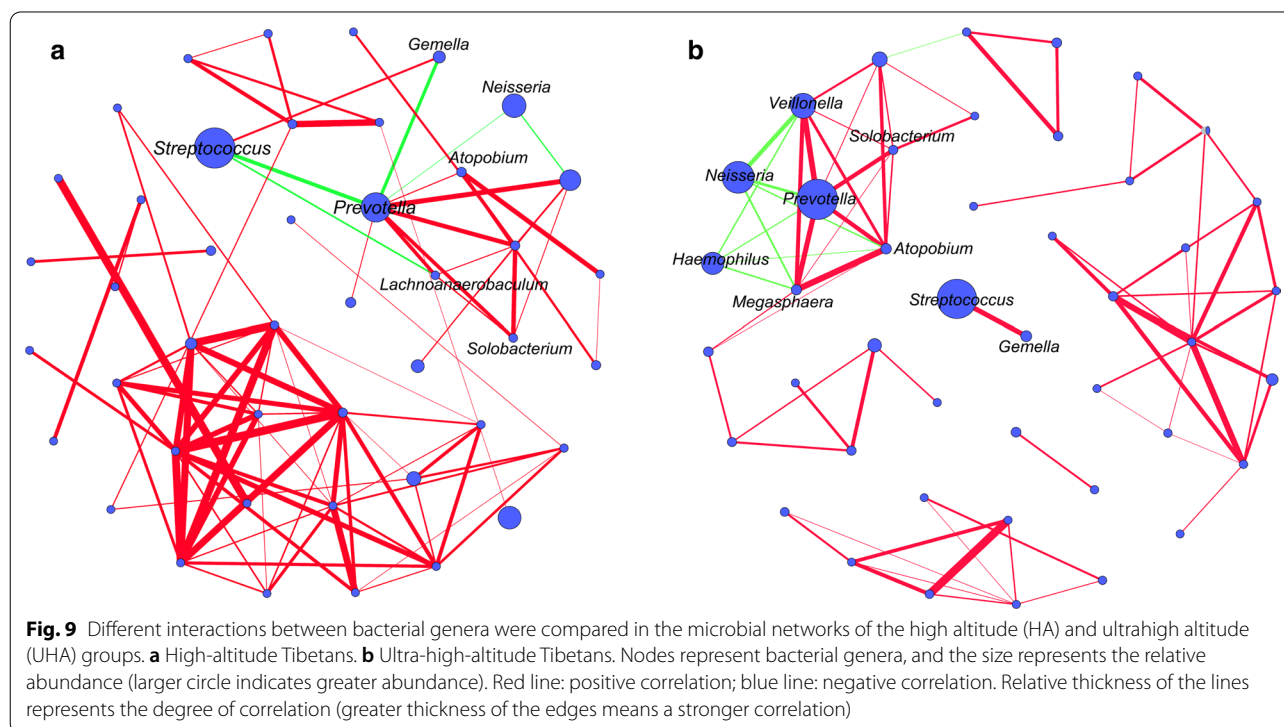 a
Gemella
Neisseria
Streptococcus
Atopobium
Prevotella
Lachnoanaerobaculum
Solobacterium
b
Veillonella
Solobacterium
Neisseria
Prevotella
Haemophilus
Atopobium
Megasphaera
Streptococcus
Gemella
Fig. 9 Different interactions between bacterial genera were compared in the microbial networks of the high altitude (HA) and ultrahigh altitude
(UHA) groups. a High-altitude Tibetans. b Ultra-high-altitude Tibetans. Nodes represent bacterial genera, and the size represents the relative
abundance (larger circle indicates greater abundance). Red line: positive correlation; blue line: negative correlation. Relative thickness of the lines
represents the degree of correlation (greater thickness of the edges means a stronger correlation)